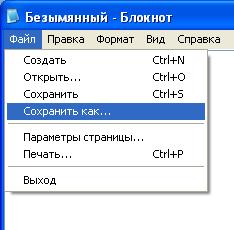 Безымянный - Блокнот
Файл Правка Формат Вид Справка
Создать Ctrl+N
Открыть... Ctrl+O
Сохранить Ctrl+S
Сохранить как...
Параметры страницы...
Печать... Ctrl+P
Выход